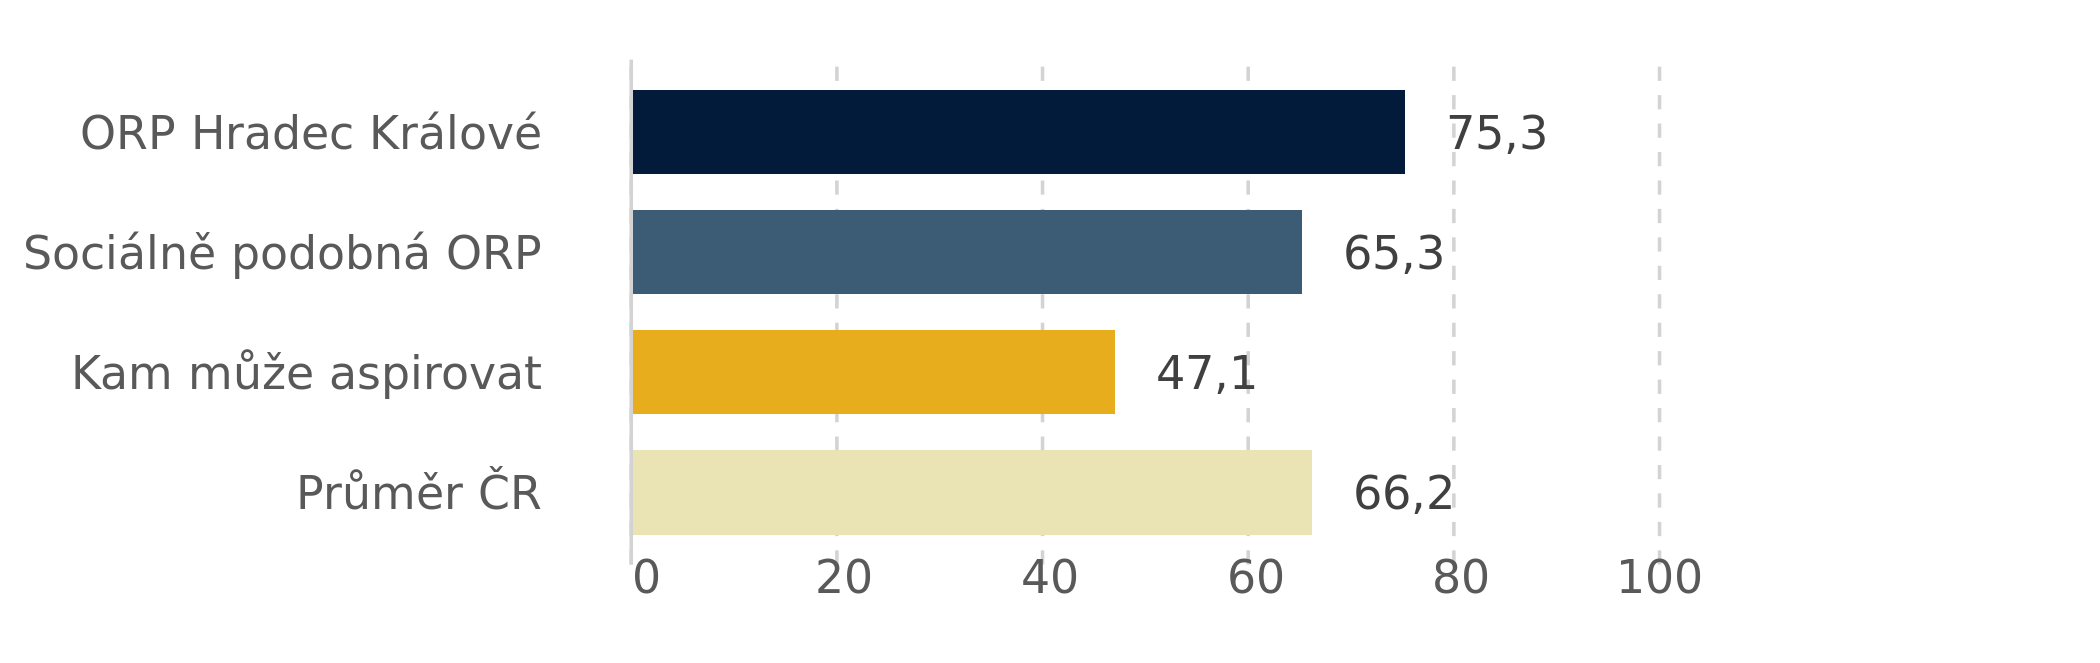 ORP Hradec Králové 75,3
Sociálně podobná ORP 65,3
Kam může aspirovat 47,1
Průměr ČR 66,2
0 20 40 60 80 100